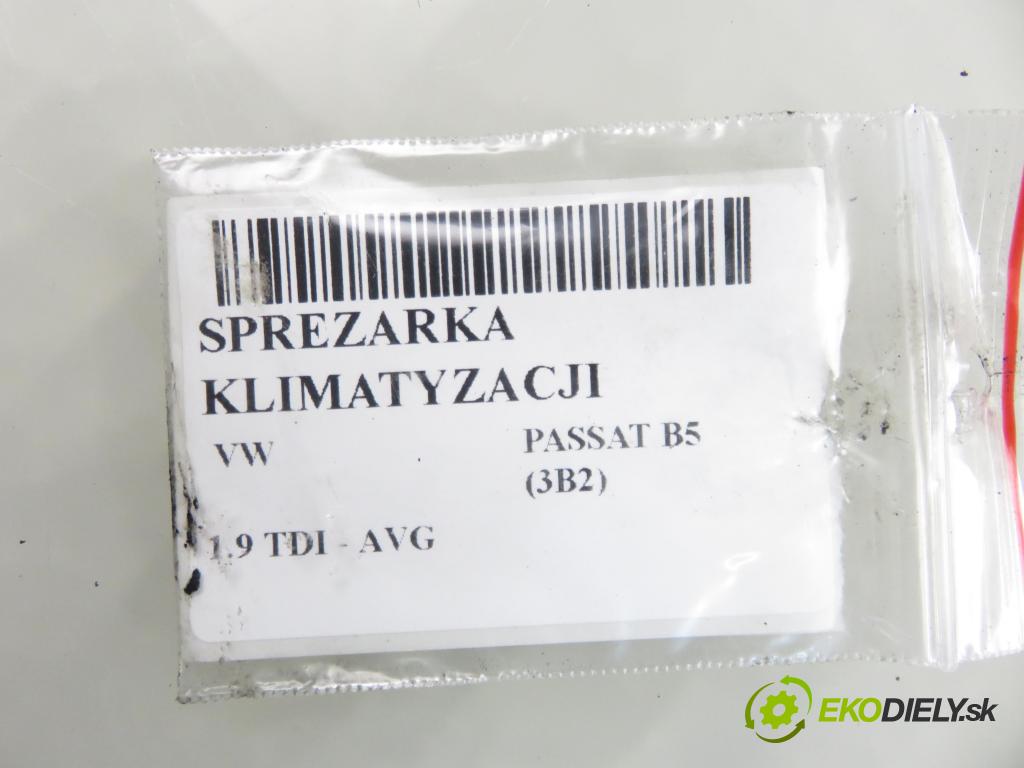 SPREZARKA
KLIMATYZACJI
VW PASSAT B5
(3B2)
1.9 TDI - AVG
EKODIELY.sk